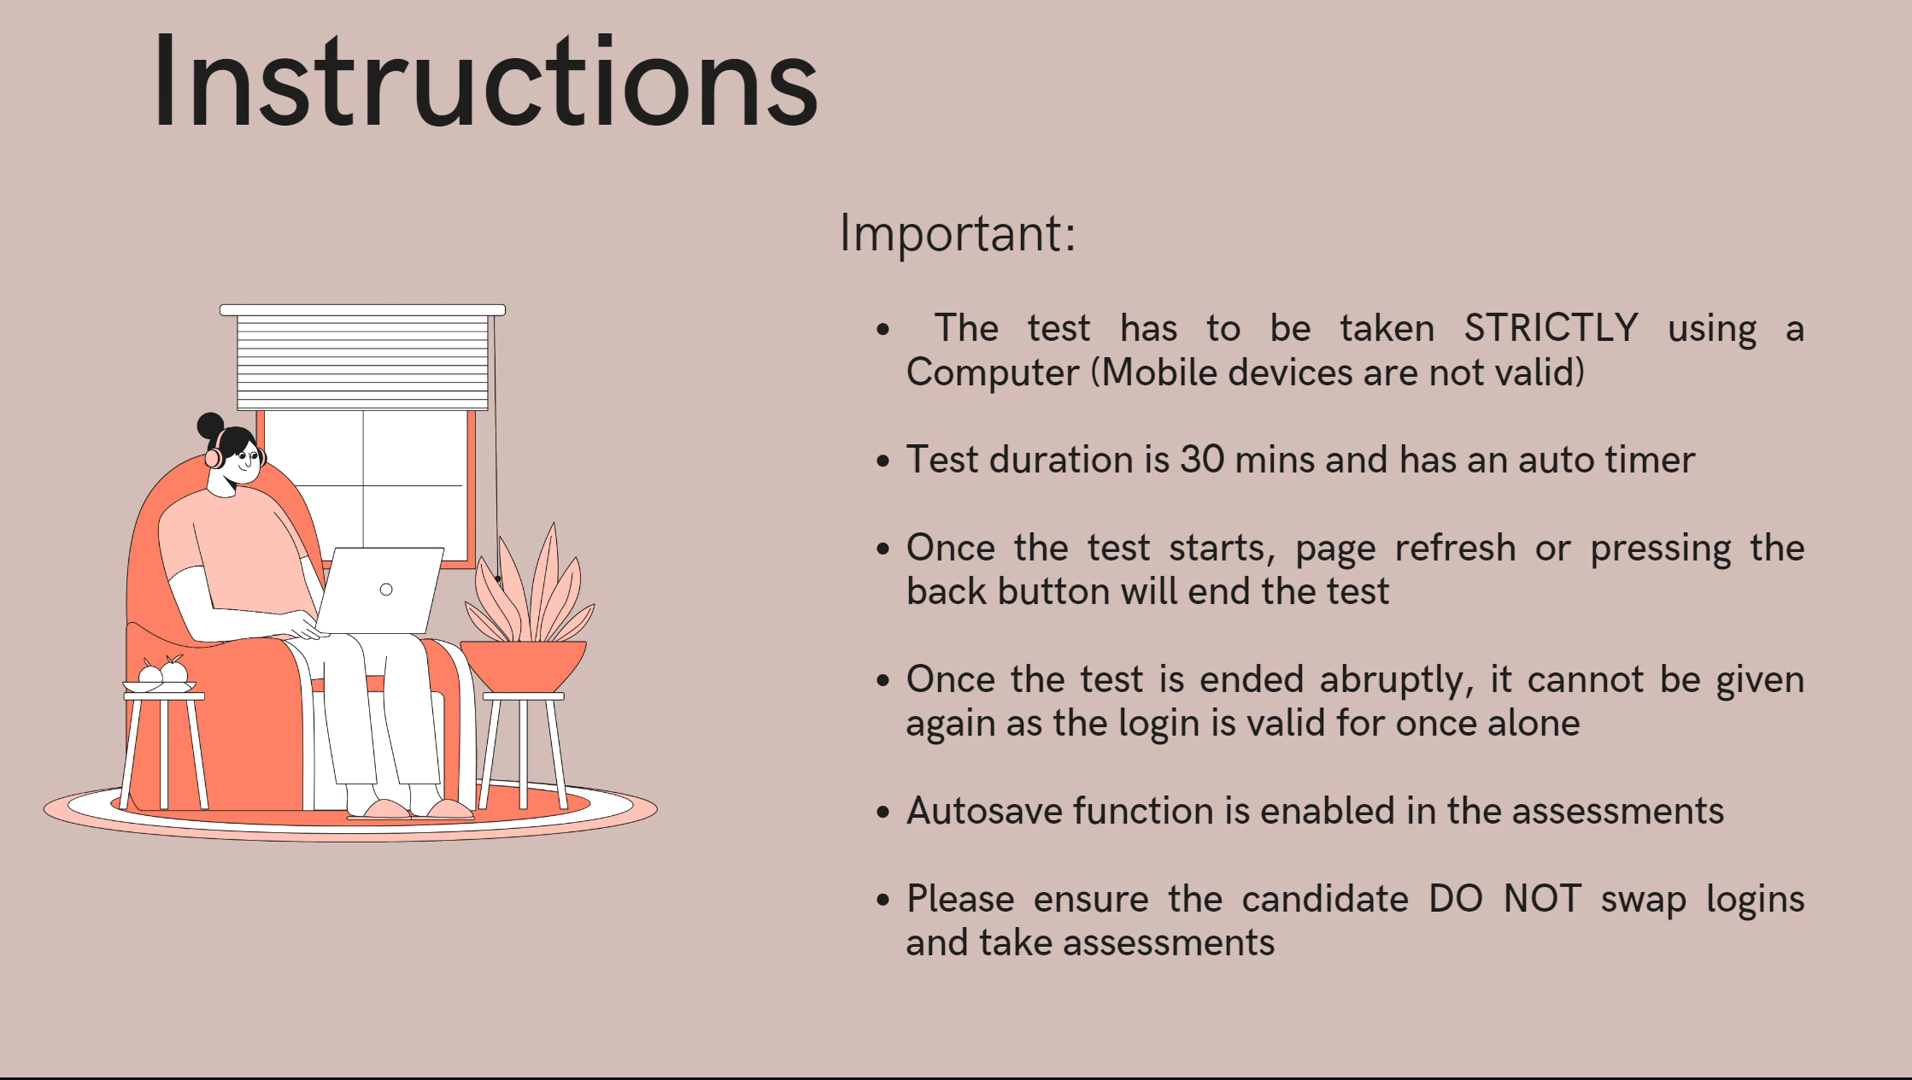 Instructions
Important:
• The test has to be taken STRICTLY using a
Computer (Mobile devices are not valid)
• Test duration is 30 mins and has an auto timer
• Once the test starts, page refresh or pressing the
back button will end the test
• Once the test is ended abruptly, it cannot be given
again as the login is valid for once alone
• Autosave function is enabled in the assessments
• Please ensure the candidate DO NOT swap logins
and take assessments